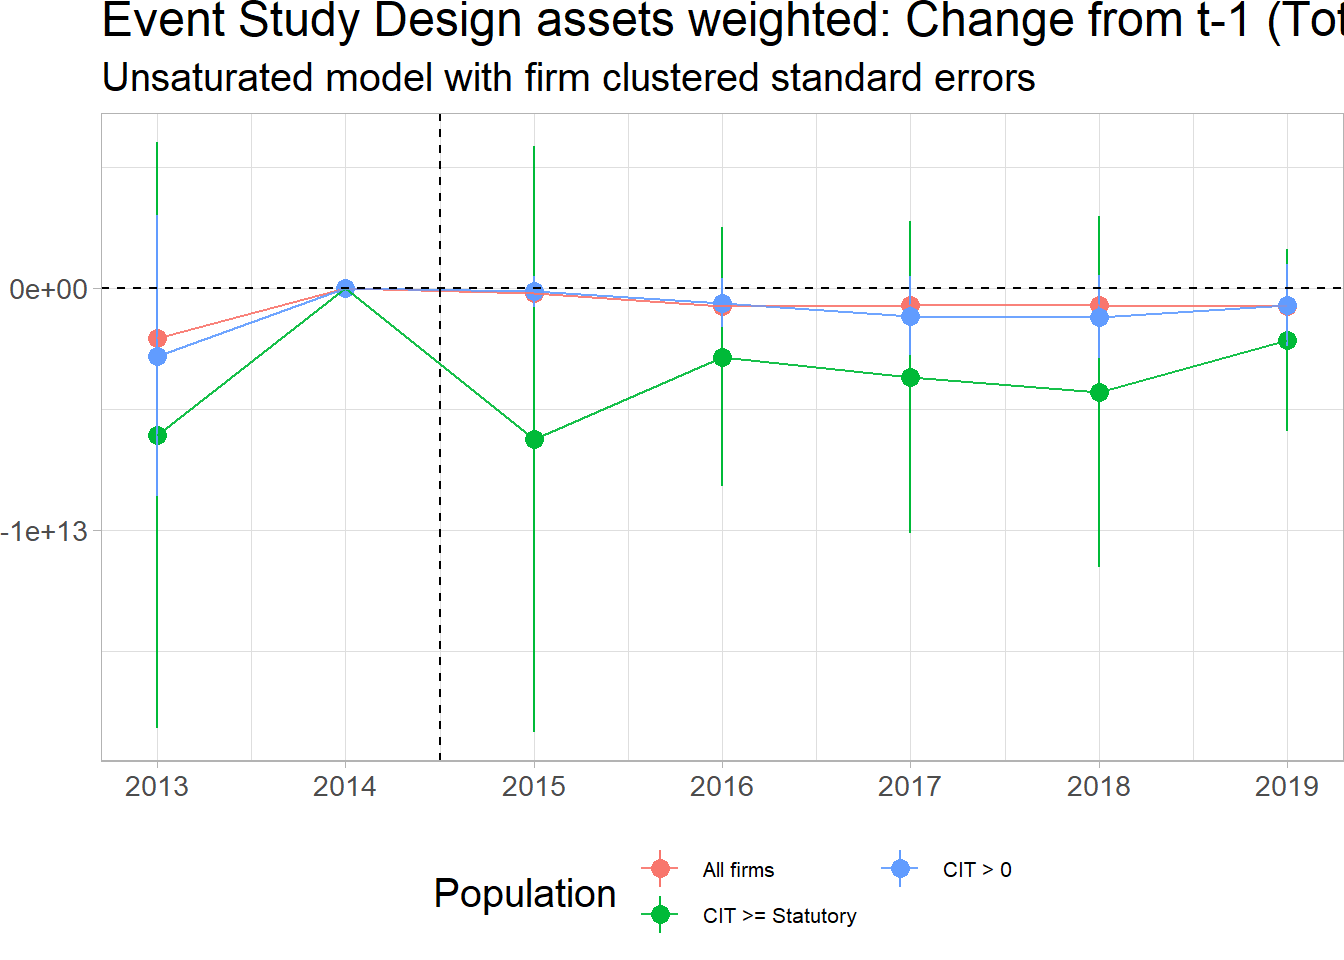 Event Study Design assets weighted: Change from t-1 (Tot
Unsaturated model with firm clustered standard errors
0e+00
-1e+13
2013 2014 2015 2016 2017 2018 2019
Population
All firms
CIT >= Statutory
CIT > 0